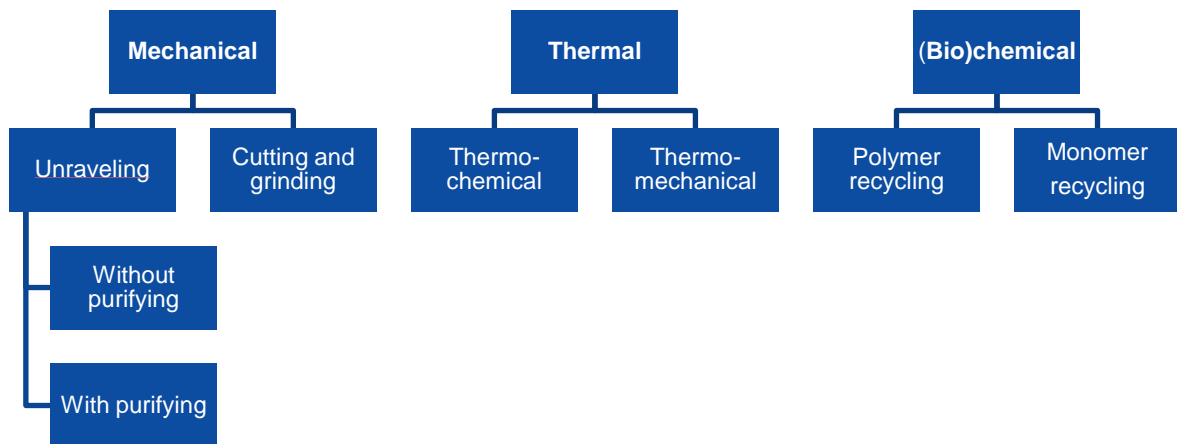 Mechanical
Thermal
(Bio)chemical
Unraveling
Cutting and
grinding
Thermo-
chemical
Thermo-
mechanical
Polymer
recycling
Monomer
recycling
Without
purifying
With purifying